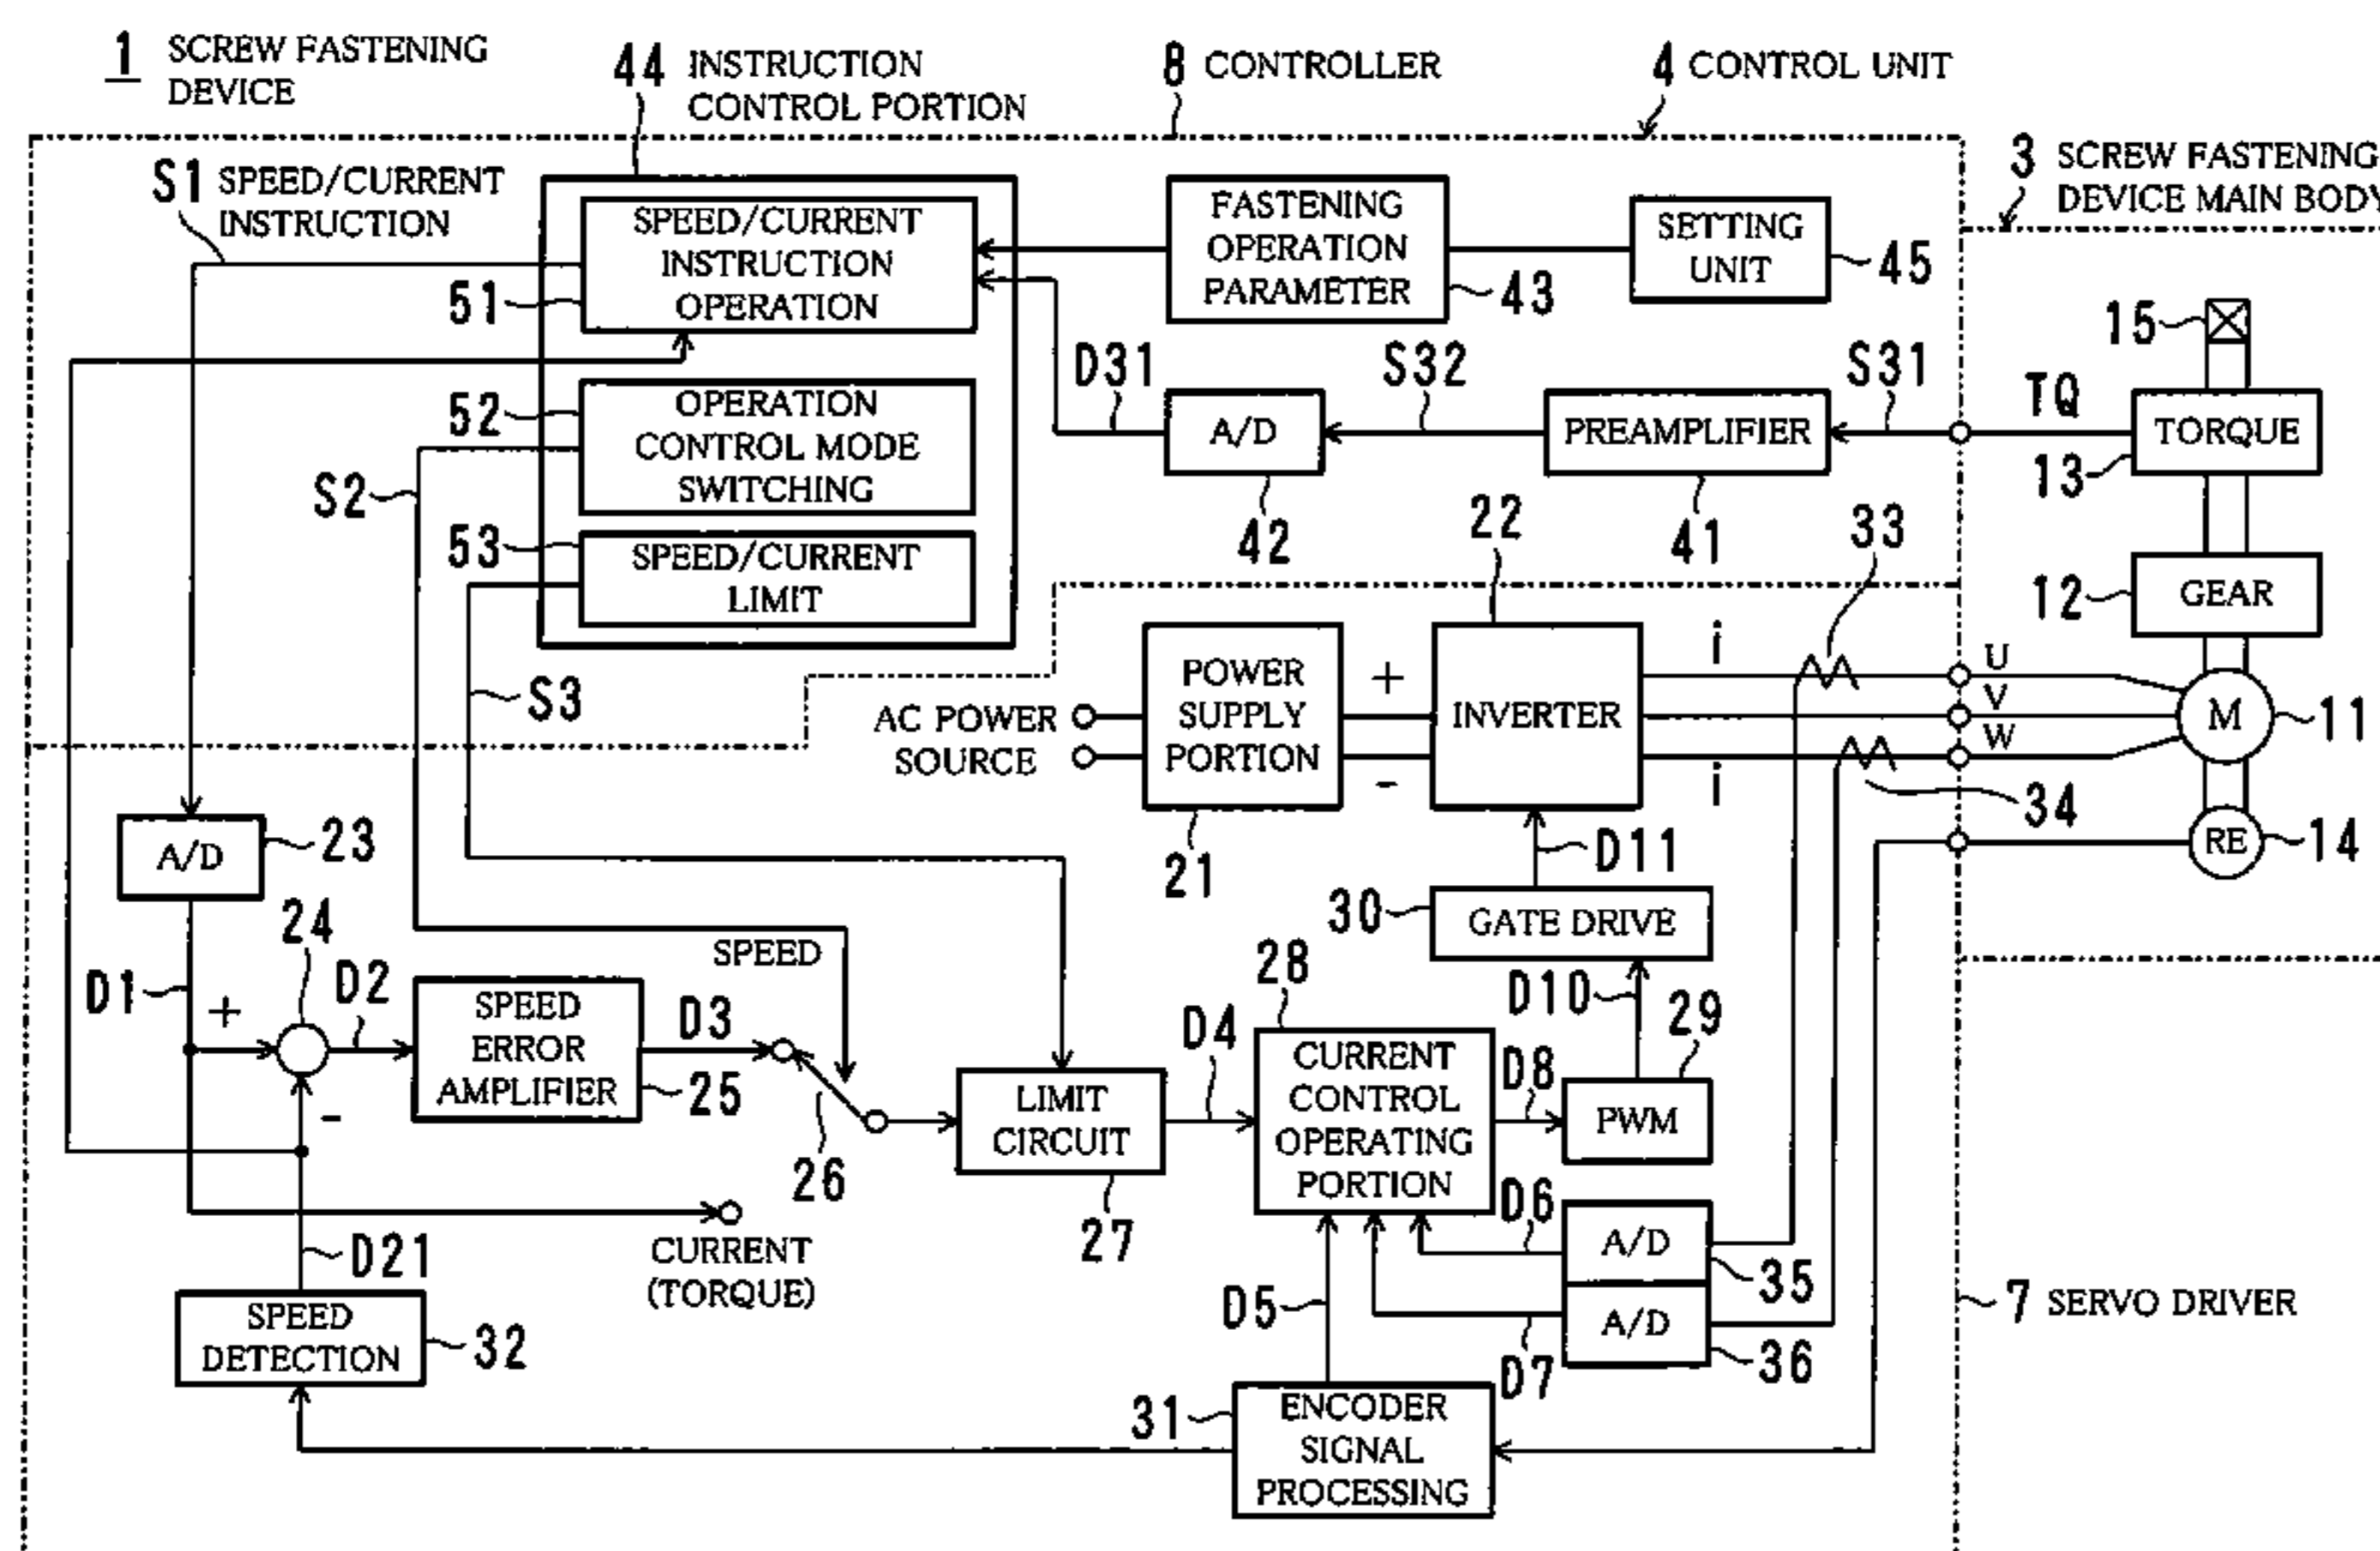 1 SCREW FASTENING
DEVICE
44 INSTRUCTION
CONTROL PORTION
8 CONTROLLER
4 CONTROL UNIT
3 SCREW FASTENING
DEVICE MAIN BODY
S1 SPEED/CURRENT
INSTRUCTION
SPEED/CURRENT
INSTRUCTION
OPERATION
51
FASTENING
OPERATION
PARAMETER
43
SETTING
UNIT
45
15
52
OPERATION
CONTROL MODE
SWITCHING
S2
D31
A/D
42
S32
PREAMPLIFIER
41
S31
TQ
TORQUE
13
53
SPEED/CURRENT
LIMIT
S3
22
33
GEAR
12
AC POWER
SOURCE
POWER
SUPPLY
PORTION
21
+
-
INVERTER
i
i
U
V
W
M
11
34
RE
14
A/D
23
D11
30
GATE DRIVE
24
D1
+
-
D2
SPEED
ERROR
AMPLIFIER
25
D3
SPEED
26
LIMIT
CIRCUIT
27
D4
28
CURRENT
CONTROL
OPERATING
PORTION
D8
D10
29
PWM
D6
A/D
35
D7
A/D
36
D5
CURRENT
(TORQUE)
D21
SPEED
DETECTION
32
31
ENCODER
SIGNAL
PROCESSING
7 SERVO DRIVER